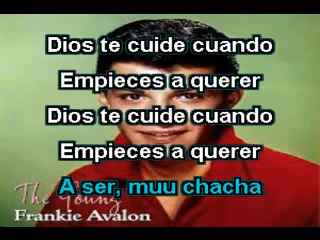 Dios te cuide cuando
Empieces a querer
Dios te cuide cuando
Empieces a querer
A ser, muu chacha
The Young
Frankie Avalon